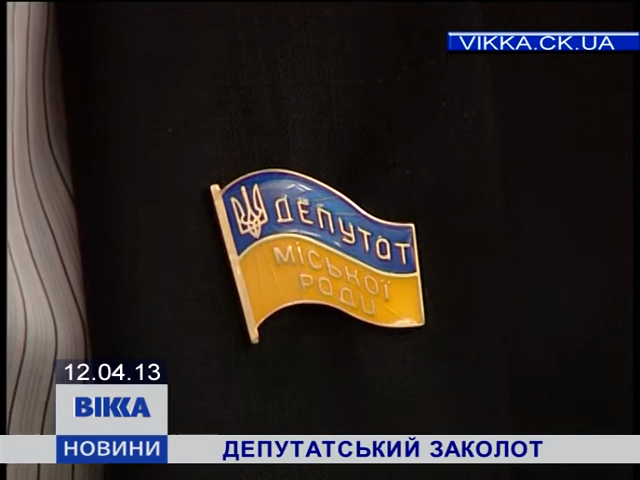 VIKKA.CK.UA
ДЕПУТАТ
МІСЬКОЇ
РАДИ
12.04.13
ВІККА
НОВИНИ
ДЕПУТАТСЬКИЙ ЗАКОЛОТ